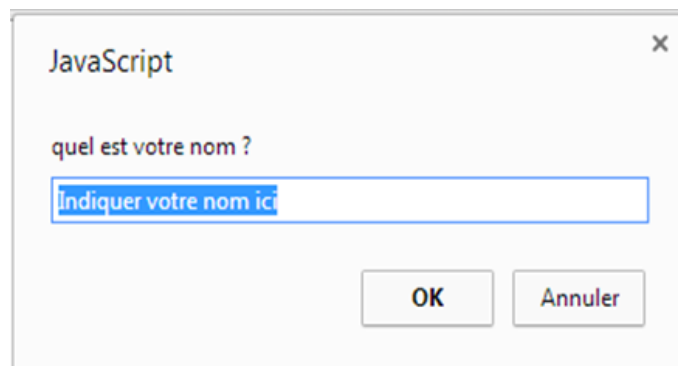 JavaScript
quel est votre nom ?
Indiquer votre nom ici
OK Annuler